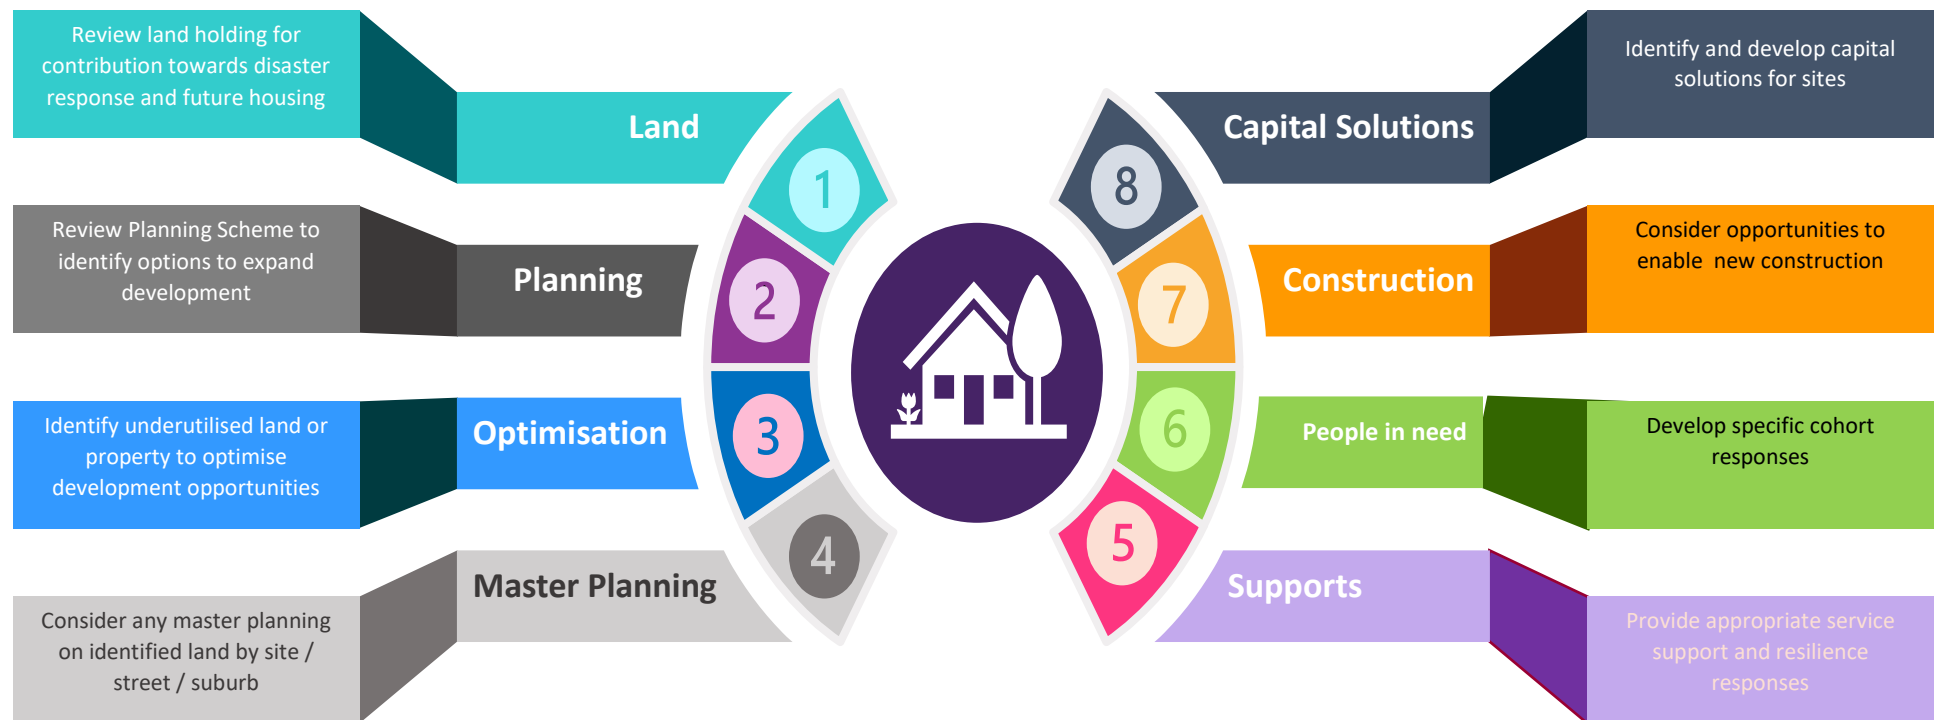 Review land holding for
contribution towards disaster
response and future housing
Land
1
Review Planning Scheme to
identify options to expand
development
Planning
2
Identify underutilised land or
property to optimise
development opportunities
Optimisation
3
Consider any master planning
on identified land by site /
street / suburb
Master Planning
4
8
Capital Solutions
Identify and develop capital
solutions for sites
7
Construction
Consider opportunities to
enable  new construction
6
People in need
Develop specific cohort
responses
5
Supports
Provide appropriate service
support and resilience
responses